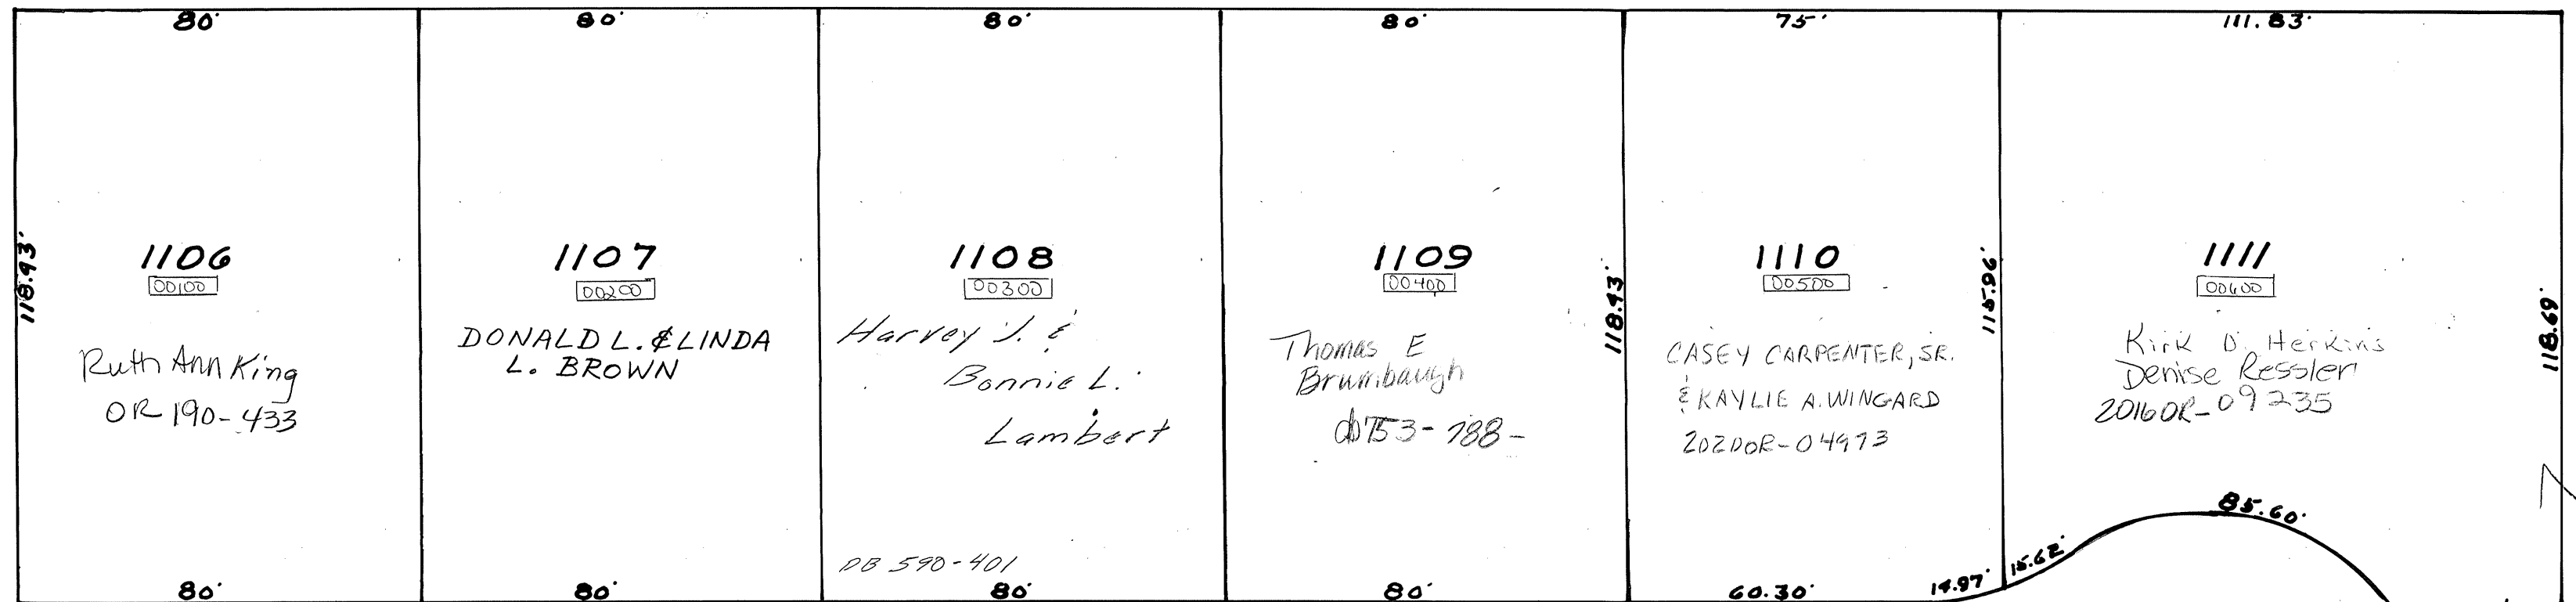 80'
80'
80'
80'
75'
111.83'
118.93'
1106
00100
Ruth Ann King
OR 190-433
80'
1107
00200
DONALD L. & LINDA
L. BROWN
80'
1108
00300
Harvey J. &
Bonnie L.
Lambert
DB 590-401
80'
1109
00400
Thomas E
Brumbaugh
db753-788-
80'
118.93'
1110
00500
CASEY CARPENTER, SR.
& KAYLIE A. WINGARD
2020OR-04973
60.30'
14.97'
115.96'
1111
00600
Kirk D. Herkins
Denise Ressler
2016OR-09235
85.60'
15.62'
118.69'